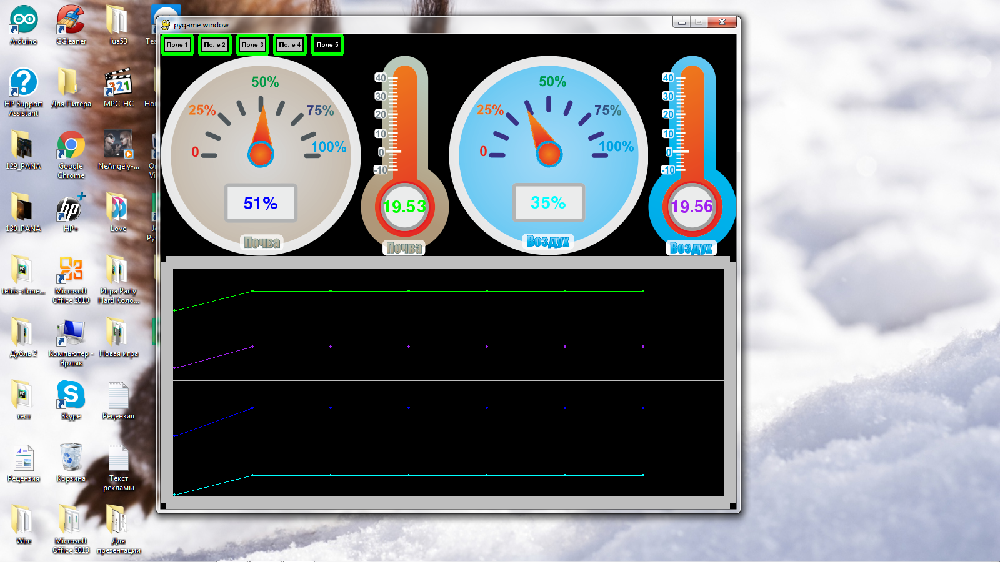 pygame window
Поле 1
Поле 2
Поле 3
Поле 4
Поле 5
0
25%
50%
75%
100%
51%
Почва
40
30
20
10
0
-10
19.53
Почва
0
25%
50%
75%
100%
35%
Воздух
40
30
20
10
0
-10
19.56
Воздух
Arduino
CCleaner
lua53
HP Support
Assistant
Для Питера
MPC-HC
321
129_PANA
Google
Chrome
NeAngely-...
130_PANA
HP+
Love
tetris-clone...
Microsoft
Office 2010
Игра Party
Hard Коло...
Дубль 2
Компьютер -
Ярлык
Новая игра
тест
Skype
Рецензия
Рецензия
Корзина
Текст
рекламы
Wire
Microsoft
Office 2013
Для
презентации